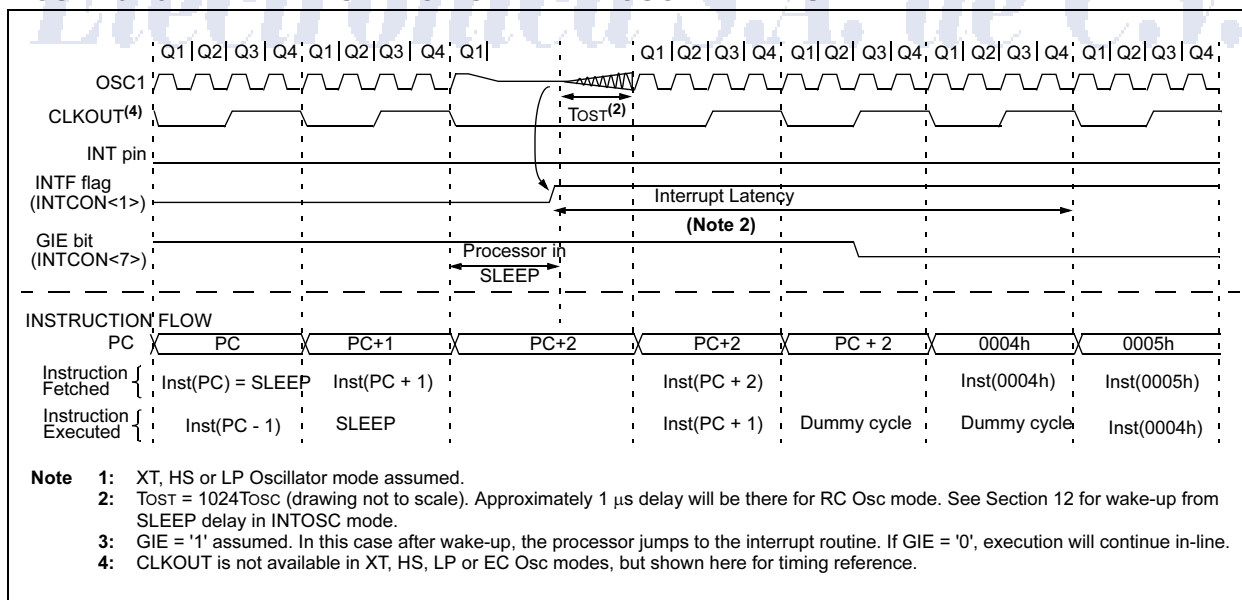 Electrónica S.A. de C.V.
Q1 Q2 Q3 Q4 Q1 Q2 Q3 Q4 Q1 Q1 Q2 Q3 Q4 Q1 Q2 Q3 Q4 Q1 Q2 Q3 Q4 Q1 Q2 Q3 Q4
OSC1
TOST(2)
CLKOUT(4)
INT pin
INTF flag
(INTCON<1>)
Interrupt Latency
(Note 2)
GIE bit
(INTCON<7>)
Processor in
SLEEP
INSTRUCTION FLOW
PC PC PC+1 PC+2 PC+2 PC + 2 0004h 0005h
Instruction
Fetched
Inst(PC) = SLEEP Inst(PC + 1) Inst(PC + 2) Inst(0004h) Inst(0005h)
Instruction
Executed
Inst(PC - 1) SLEEP Inst(PC + 1) Dummy cycle Dummy cycle Inst(0004h)
Note 1: XT, HS or LP Oscillator mode assumed.
2: TOST = 1024TOSC (drawing not to scale). Approximately 1 µs delay will be there for RC Osc mode. See Section 12 for wake-up from
SLEEP delay in INTOSC mode.
3: GIE = '1' assumed. In this case after wake-up, the processor jumps to the interrupt routine. If GIE = '0', execution will continue in-line.
4: CLKOUT is not available in XT, HS, LP or EC Osc modes, but shown here for timing reference.